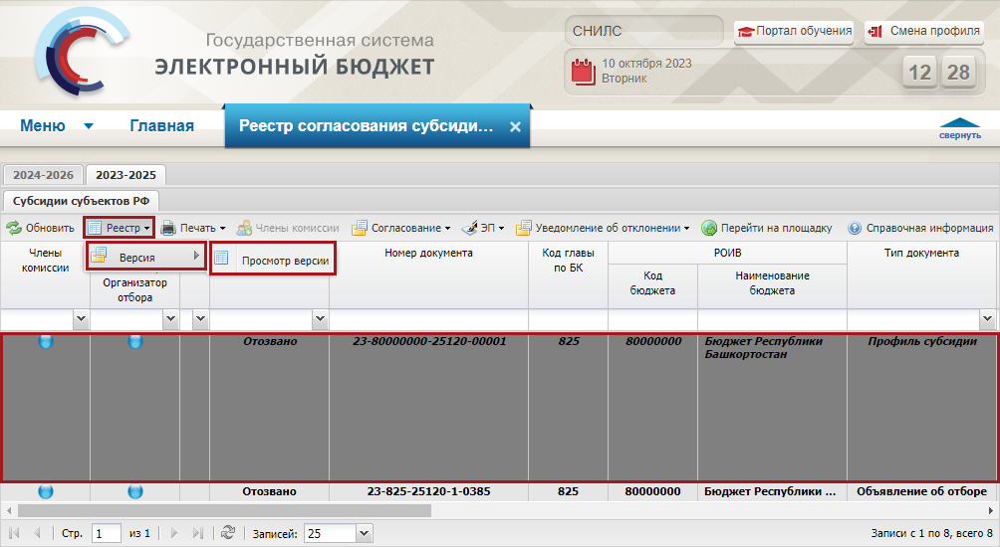 Государственная система
ЭЛЕКТРОННЫЙ БЮДЖЕТ
СНИЛС
Портал обучения
Смена профиля
10 октября 2023
Вторник
12 28
Меню
Главная
Реестр согласования субсиди...
свернуть
2024-2026
2023-2025
Субсидии субъектов РФ
Обновить
Реестр
Печать
Члены комиссии
Согласование
ЭП
Уведомление об отклонении
Перейти на площадку
Справочная информация
Версия
Просмотр версии
Члены
комиссии
Организатор
отбора
Номер документа
Код главы
по БК
РОИВ
Код
бюджета
Наименование
бюджета
Тип документа
Отозвано 23-80000000-25120-00001 825 80000000 Бюджет Республики Профиль субсидии
Башкортостан
Отозвано 23-825-25120-1-0385 825 80000000 Бюджет Республики ... Объявление об отборе
Стр. 1 из 1 Записей: 25 Записи с 1 по 8, всего 8